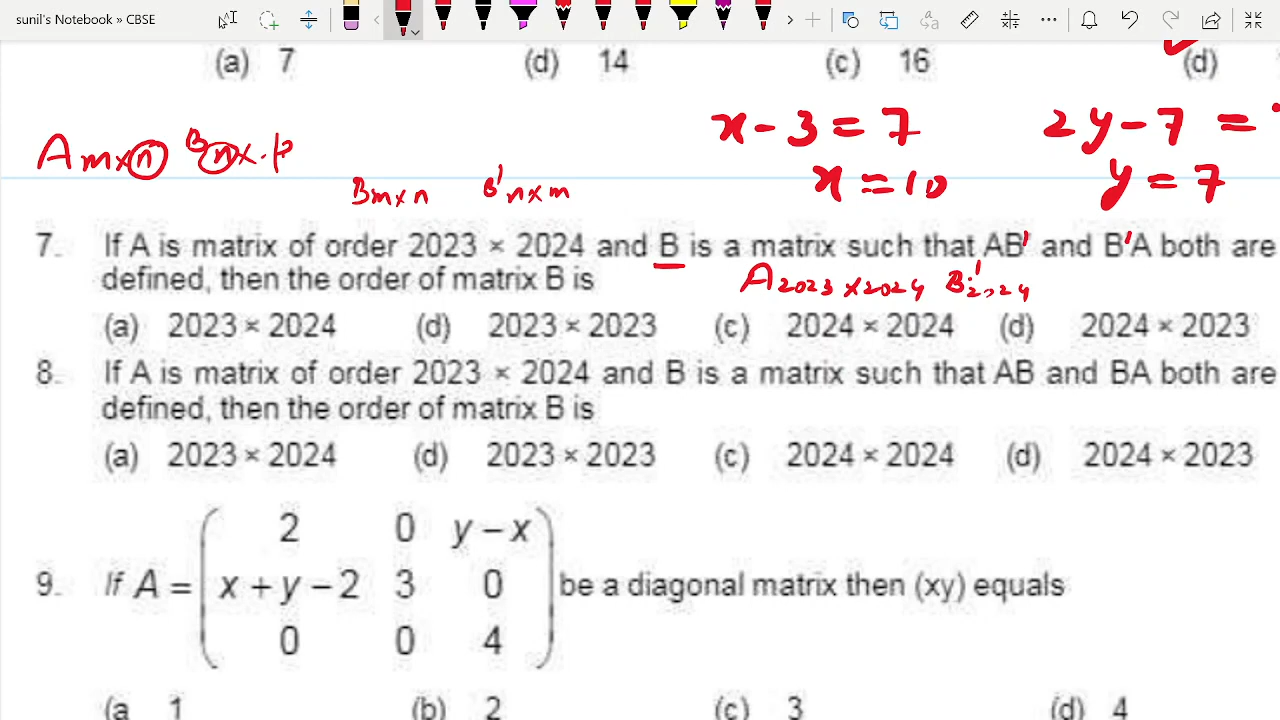 sunil's Notebook » CBSE
(a) 7 (d) 14 (c) 16 (d)
x - 3 = 7 2y - 7 =
A m×n B n×p
x = 10 y = 7
B m×n B' n×m
7. If A is matrix of order 2023 × 2024 and B is a matrix such that AB' and B'A both are
defined, then the order of matrix B is
A 2023×2024 B' 2024
(a) 2023 × 2024 (d) 2023 × 2023 (c) 2024 × 2024 (d) 2024 × 2023
8. If A is matrix of order 2023 × 2024 and B is a matrix such that AB and BA both are
defined, then the order of matrix B is
(a) 2023 × 2024 (d) 2023 × 2023 (c) 2024 × 2024 (d) 2024 × 2023
2 0 y – x
9. If A = x + y – 2 3 0 be a diagonal matrix then (xy) equals
0 0 4
(a 1 (b) 2 (c) 3 (d) 4